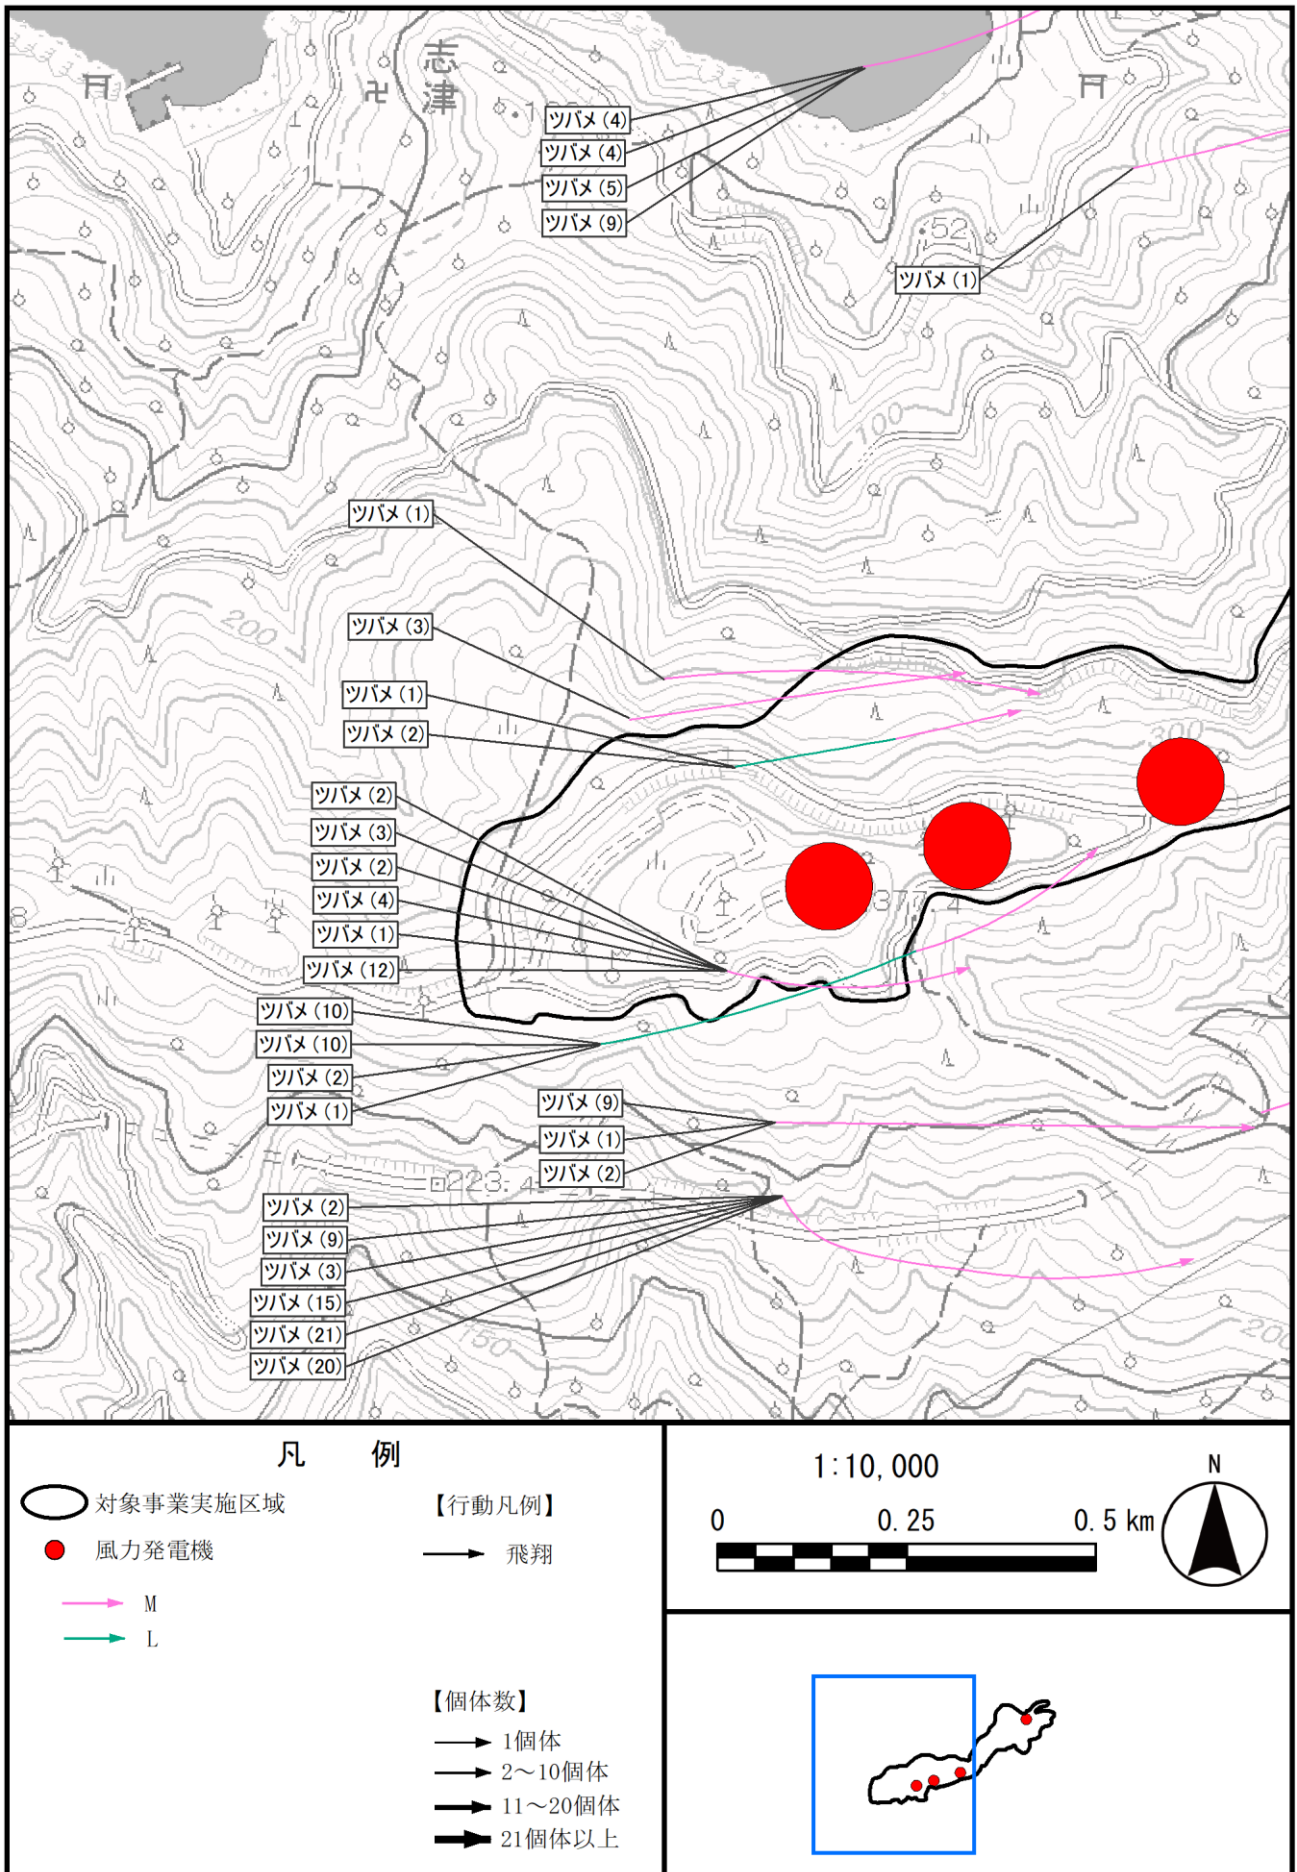 志津
ツバメ (4)
ツバメ (4)
ツバメ (5)
ツバメ (9)
・52
ツバメ (1)
100
ツバメ (1)
200
ツバメ (3)
ツバメ (1)
ツバメ (2)
300
ツバメ (2)
ツバメ (3)
ツバメ (2)
ツバメ (4)
ツバメ (1)
ツバメ (12)
ツバメ (10)
ツバメ (10)
ツバメ (2)
ツバメ (1)
ツバメ (9)
ツバメ (1)
ツバメ (2)
223.4
ツバメ (2)
ツバメ (9)
ツバメ (3)
ツバメ (15)
ツバメ (21)
ツバメ (20)
150
200
凡 例
対象事業実施区域
風力発電機
M
L
【行動凡例】
飛翔
【個体数】
1個体
2～10個体
11～20個体
21個体以上
1:10,000
0 0.25 0.5 km
N